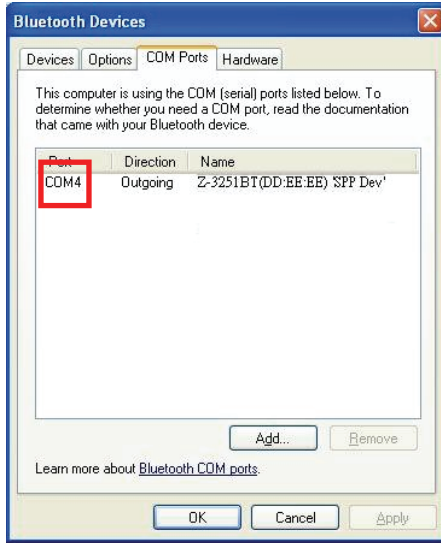 Bluetooth Devices
Devices Options COM Ports Hardware
This computer is using the COM (serial) ports listed below. To
determine whether you need a COM port, read the documentation
that came with your Bluetooth device.
Port Direction Name
COM4 Outgoing Z-3251BT(DD:EE:EE) 'SPP Dev'
Add... Remove
Learn more about Bluetooth COM ports.
OK Cancel Apply